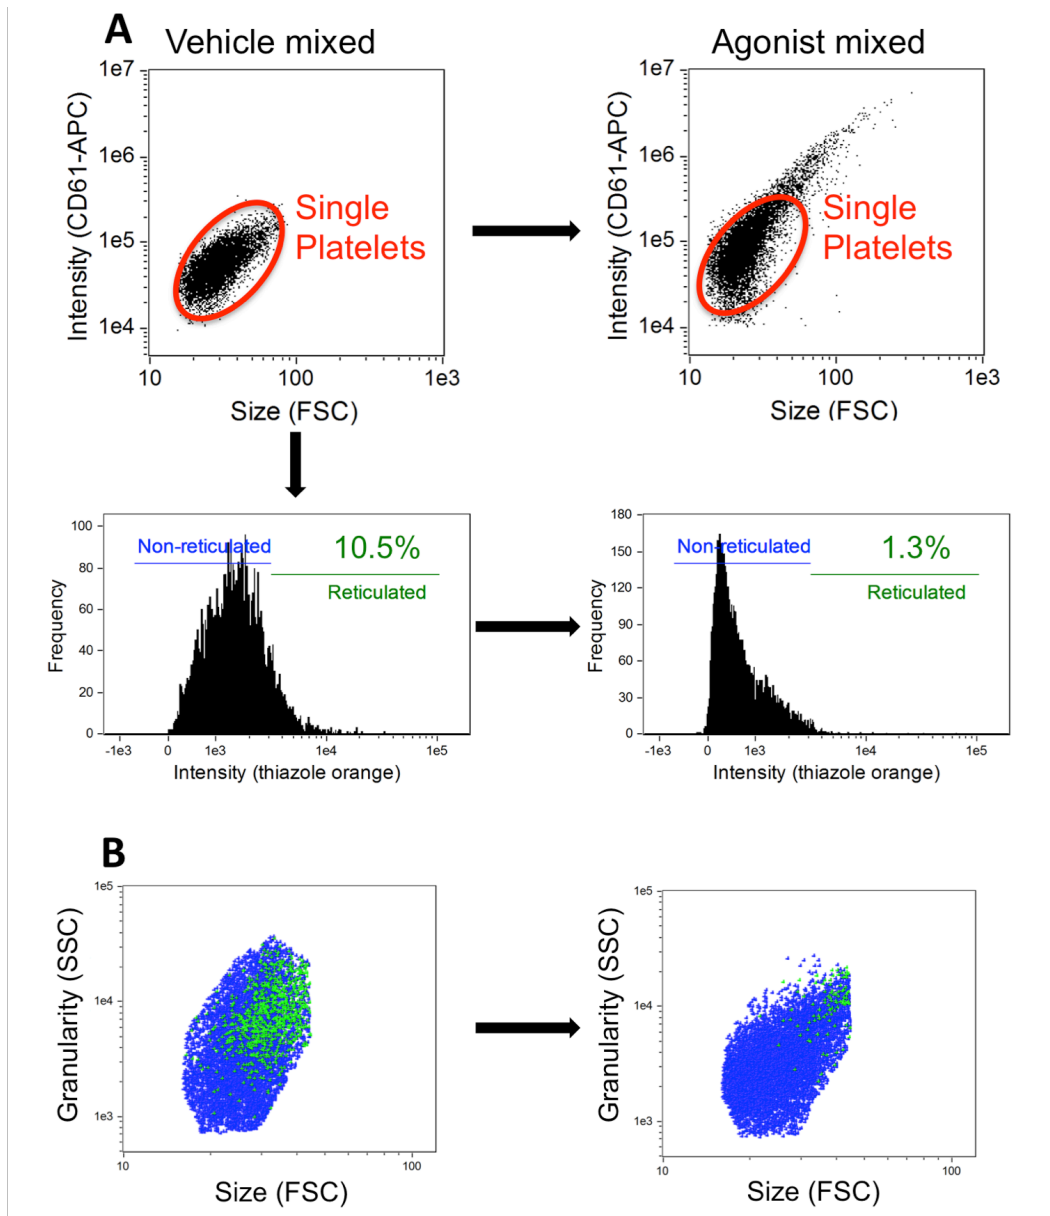 A
Vehicle mixed
Agonist mixed
1e7
1e6
1e5
1e4
Intensity (CD61-APC)
Single
Platelets
10
100
1e3
Size (FSC)
1e7
1e6
1e5
1e4
Intensity (CD61-APC)
Single
Platelets
10
100
1e3
Size (FSC)
100
80
60
40
20
0
Frequency
Non-reticulated
10.5%
Reticulated
-1e3
0
1e3
1e4
1e5
Intensity (thiazole orange)
180
150
120
90
60
30
0
Frequency
Non-reticulated
1.3%
Reticulated
-1e3
0
1e3
1e4
1e5
Intensity (thiazole orange)
B
1e5
1e4
1e3
Granularity (SSC)
10
100
Size (FSC)
1e5
1e4
1e3
Granularity (SSC)
10
100
Size (FSC)